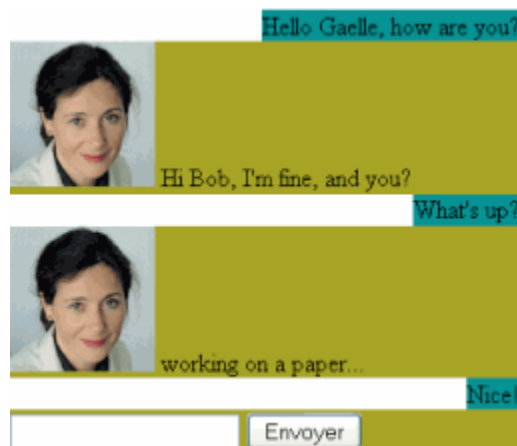 Hello Gaelle, how are you?
Hi Bob, I'm fine, and you?
What's up?
working on a paper...
Nice!
Envoyer